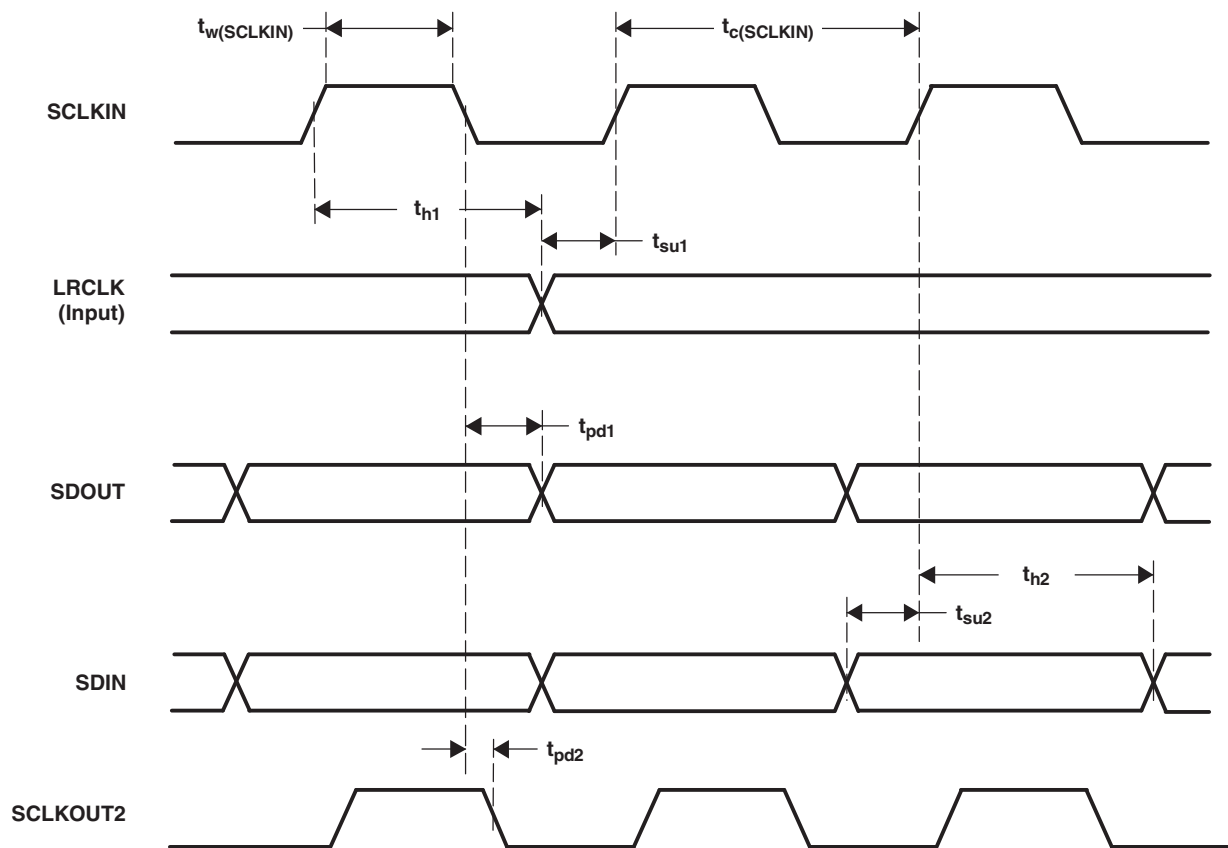 tw(SCLKIN)
tc(SCLKIN)
SCLKIN
th1
tsu1
LRCLK
(Input)
tpd1
SDOUT
th2
tsu2
SDIN
tpd2
SCLKOUT2